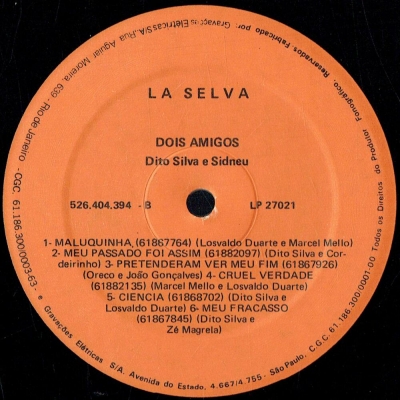 LA SELVA
DOIS AMIGOS
Dito Silva e Sidneu
526.404.394 - B LP 27021
1- MALUQUINHA, (61867764) (Losvaldo Duarte e Marcel Mello)
2- MEU PASSADO FOI ASSIM (61882097) (Dito Silva e Cor-
deirinho) 3- PRETENDERAM VER MEU FIM (61867926)
(Oreco e João Gonçalves) 4- CRUEL VERDADE
(61882135) (Marcel Mello e Losvaldo Duarte)
5- CIENCIA (61868702) (Dito Silva e
Losvaldo Duarte) 6- MEU FRACASSO
(61867845) (Dito Silva e
Zé Magrela)
e Gravações Elétricas S/A. Avenida do Estado, 4.667/4.755 - São Paulo, C.G.C. 61.186.300/0001-00 Todos os Direitos do Produtor Fonográfico, Reservados Fabricado por: Gravações Elétricas S/A. Rua Aguiar Moreira, 639 - Rio de Janeiro - CGC. 61.186.300/0003-63 -